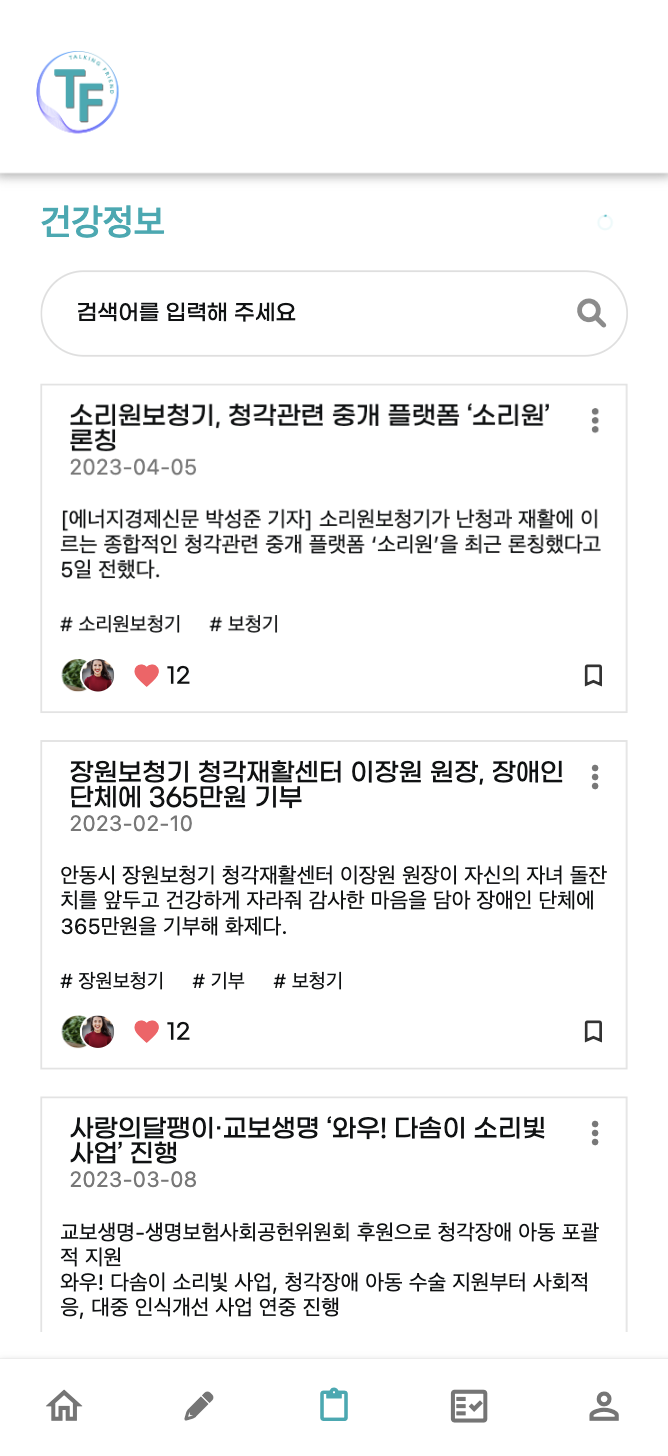 TALKING FRIEND
TF
건강정보
검색어를 입력해 주세요
소리원보청기, 청각관련 중개 플랫폼 ‘소리원’
론칭
2023-04-05
[에너지경제신문 박성준 기자] 소리원보청기가 난청과 재활에 이
르는 종합적인 청각관련 중개 플랫폼 ‘소리원’을 최근 론칭했다고
5일 전했다.
# 소리원보청기 # 보청기
12
장원보청기 청각재활센터 이장원 원장, 장애인
단체에 365만원 기부
2023-02-10
안동시 장원보청기 청각재활센터 이장원 원장이 자신의 자녀 돌잔
치를 앞두고 건강하게 자라줘 감사한 마음을 담아 장애인 단체에
365만원을 기부해 화제다.
# 장원보청기 # 기부 # 보청기
12
사랑의달팽이·교보생명 ‘와우! 다솜이 소리빛
사업’ 진행
2023-03-08
교보생명-생명보험사회공헌위원회 후원으로 청각장애 아동 포괄
적 지원
와우! 다솜이 소리빛 사업, 청각장애 아동 수술 지원부터 사회적
응, 대중 인식개선 사업 연중 진행